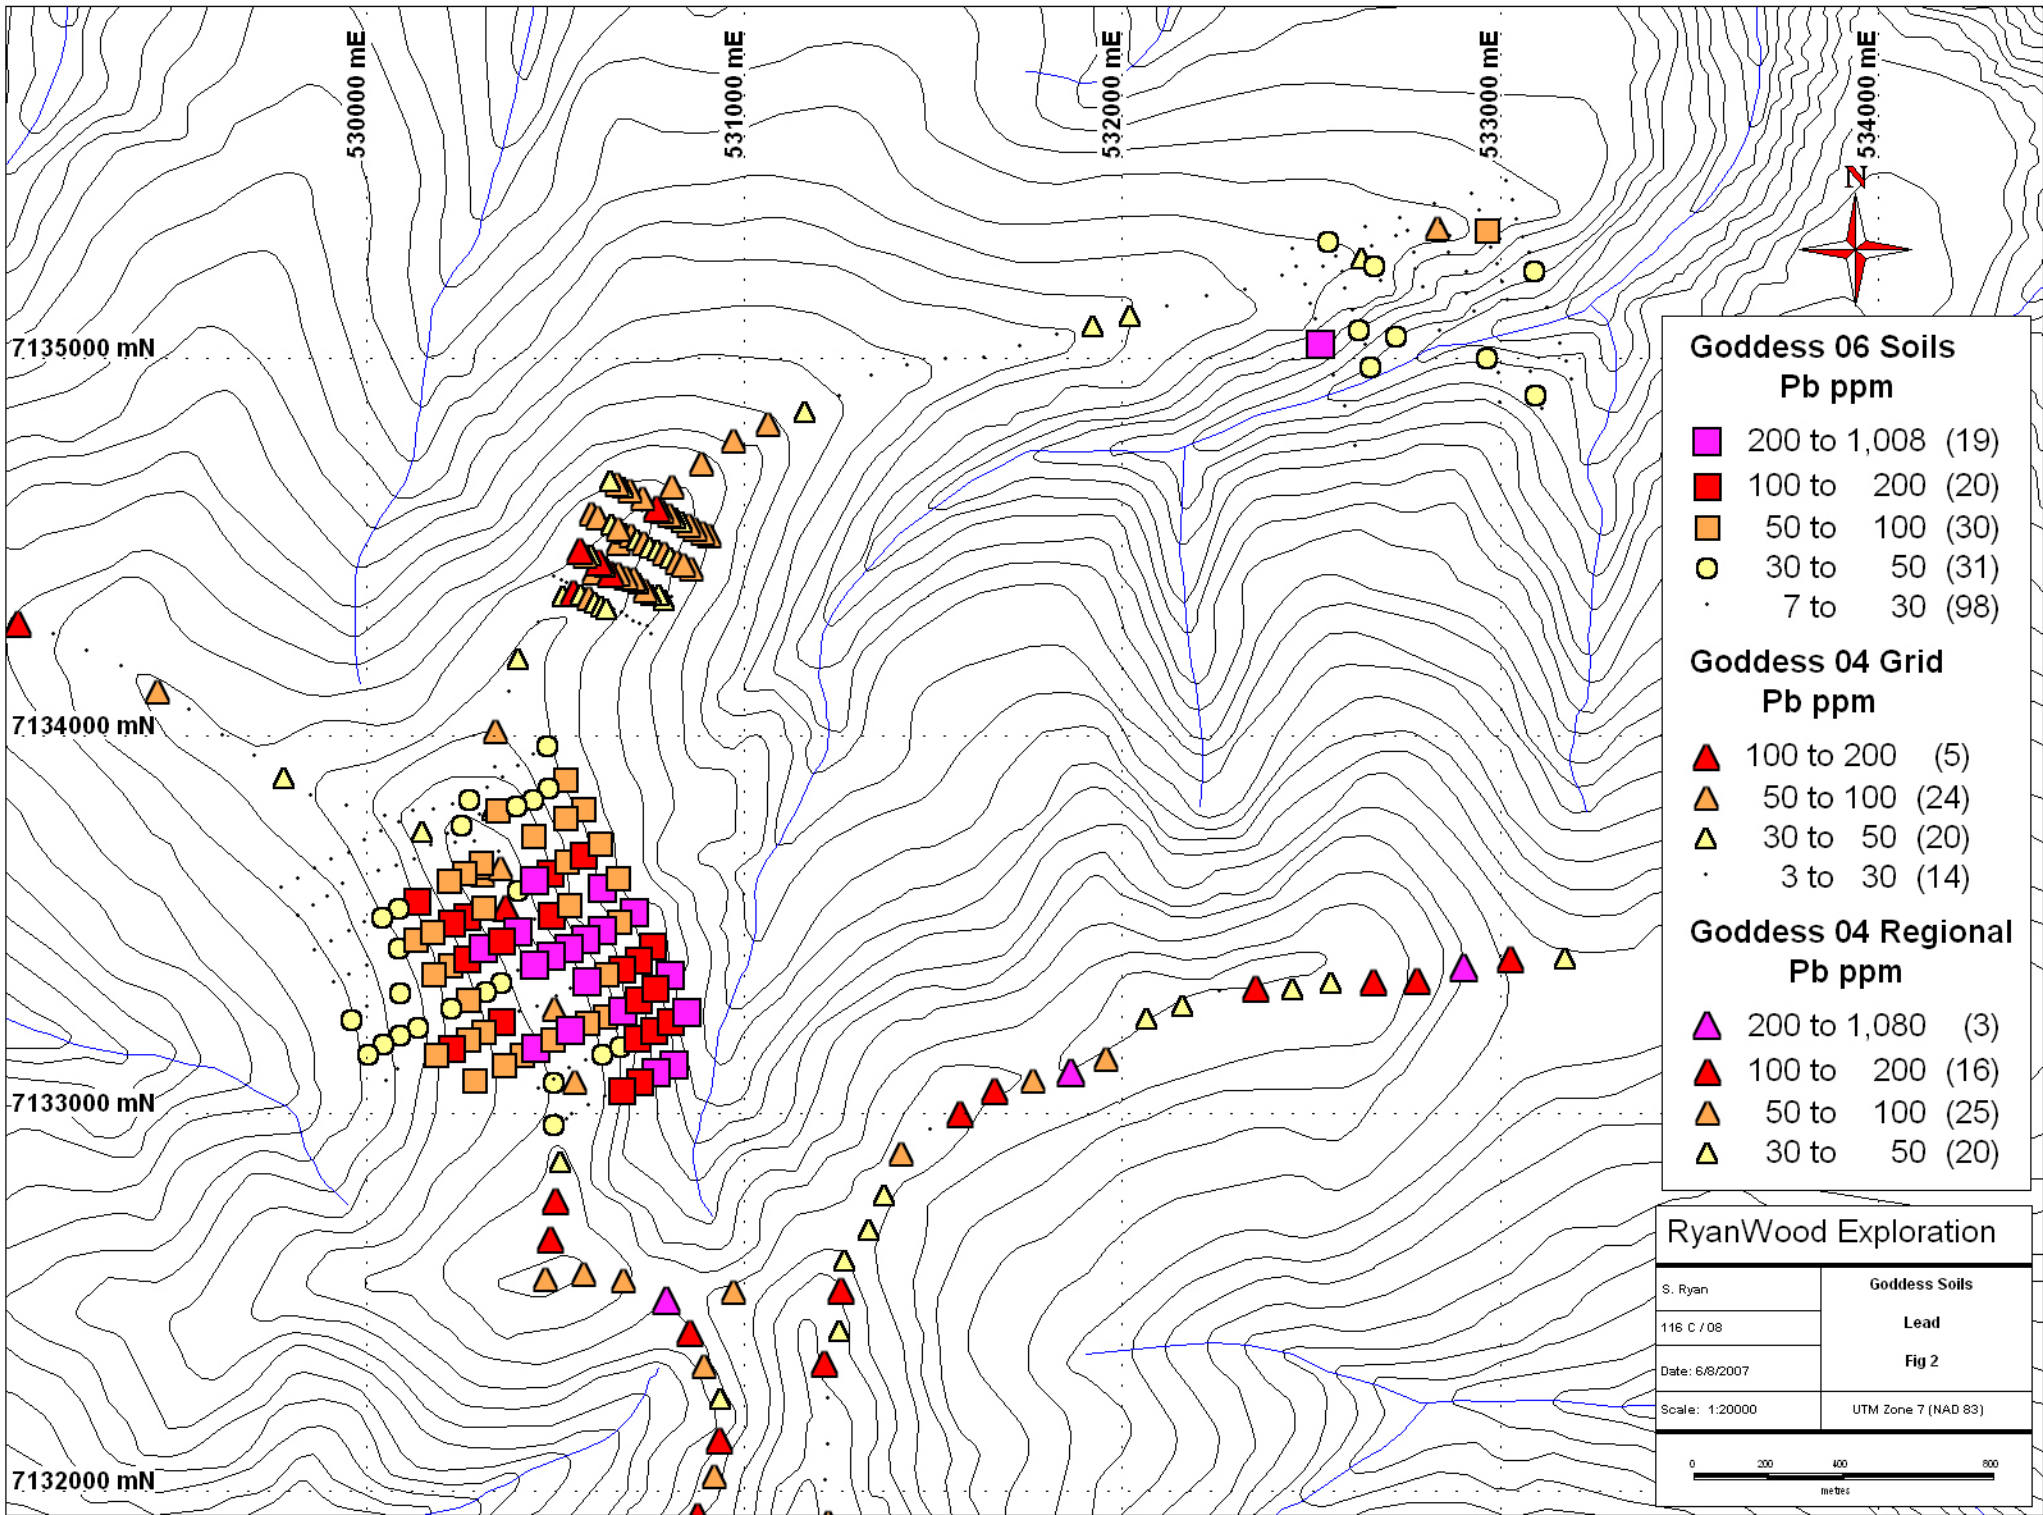 530000 mE
531000 mE
532000 mE
533000 mE
534000 mE
N
7135000 mN
7134000 mN
7133000 mN
7132000 mN
Goddess 06 Soils
Pb ppm
200 to 1,008 (19)
100 to 200 (20)
50 to 100 (30)
30 to 50 (31)
7 to 30 (98)
Goddess 04 Grid
Pb ppm
100 to 200 (5)
50 to 100 (24)
30 to 50 (20)
3 to 30 (14)
Goddess 04 Regional
Pb ppm
200 to 1,080 (3)
100 to 200 (16)
50 to 100 (25)
30 to 50 (20)
RyanWood Exploration
S. Ryan
116 C / 08
Date: 6/8/2007
Scale: 1:20000
Goddess Soils
Lead
Fig 2
UTM Zone 7 (NAD 83)
0 200 400 800
metres